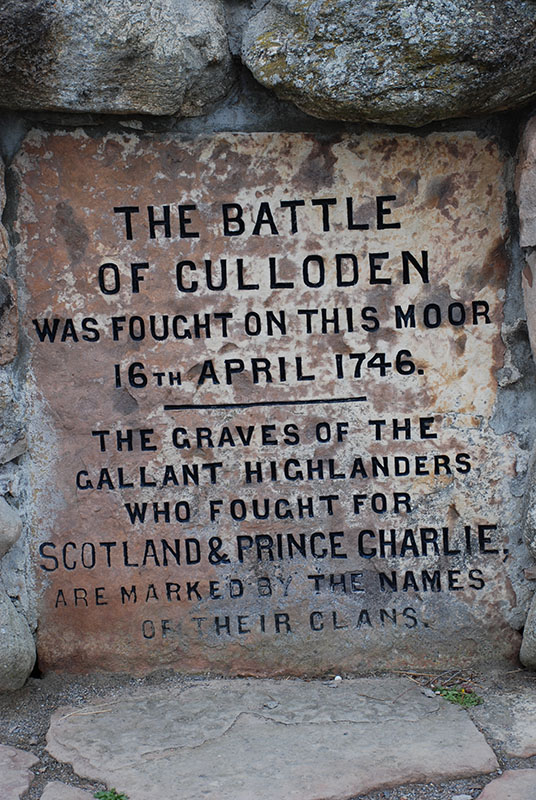 THE BATTLE
OF CULLODEN
WAS FOUGHT ON THIS MOOR
16TH APRIL 1746.
THE GRAVES OF THE
GALLANT HIGHLANDERS
WHO FOUGHT FOR
SCOTLAND & PRINCE CHARLIE,
ARE MARKED BY THE NAMES
OF THEIR CLANS.